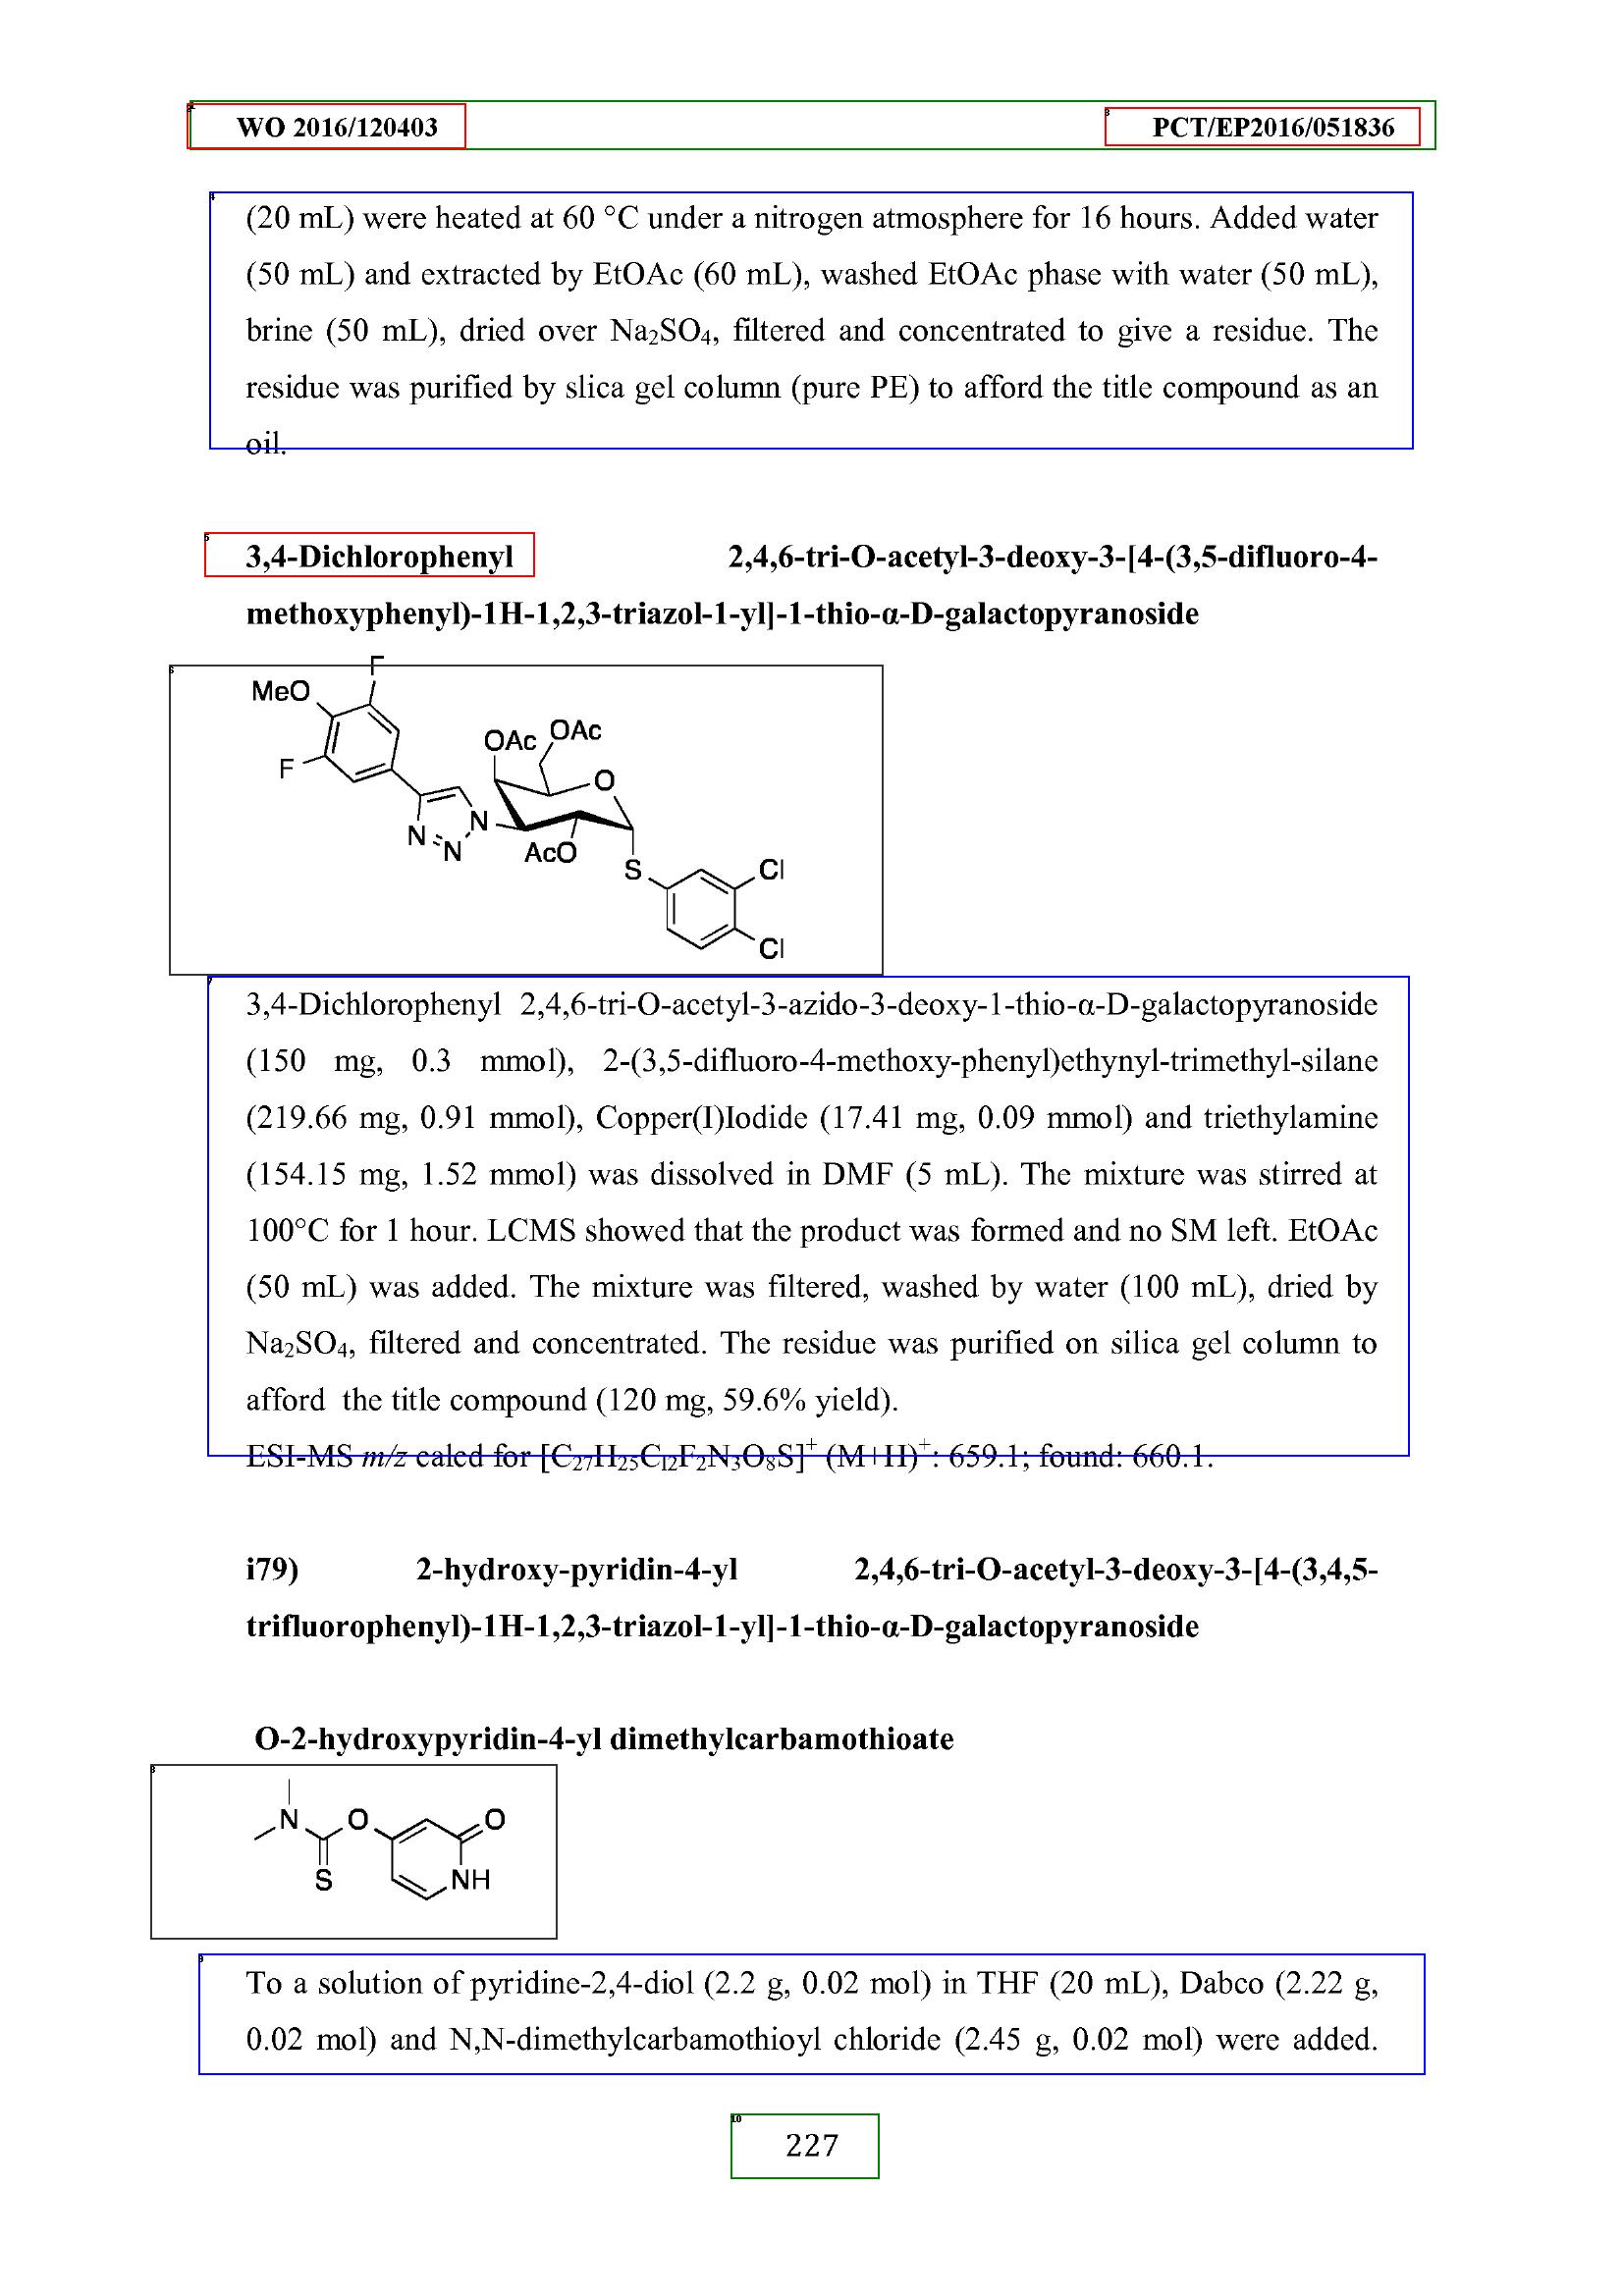 WO 2016/120403 PCT/EP2016/051836
(20 mL) were heated at 60 °C under a nitrogen atmosphere for 16 hours. Added water
(50 mL) and extracted by EtOAc (60 mL), washed EtOAc phase with water (50 mL),
brine (50 mL), dried over Na₂SO₄, filtered and concentrated to give a residue. The
residue was purified by slica gel column (pure PE) to afford the title compound as an
oil.
3,4-Dichlorophenyl 2,4,6-tri-O-acetyl-3-deoxy-3-[4-(3,5-difluoro-4-
methoxyphenyl)-1H-1,2,3-triazol-1-yl]-1-thio-α-D-galactopyranoside
F
MeO
OAc
OAc
F
O
N
N
N
AcO
S
Cl
Cl
3,4-Dichlorophenyl 2,4,6-tri-O-acetyl-3-azido-3-deoxy-1-thio-α-D-galactopyranoside
(150 mg, 0.3 mmol), 2-(3,5-difluoro-4-methoxy-phenyl)ethynyl-trimethyl-silane
(219.66 mg, 0.91 mmol), Copper(I)Iodide (17.41 mg, 0.09 mmol) and triethylamine
(154.15 mg, 1.52 mmol) was dissolved in DMF (5 mL). The mixture was stirred at
100°C for 1 hour. LCMS showed that the product was formed and no SM left. EtOAc
(50 mL) was added. The mixture was filtered, washed by water (100 mL), dried by
Na₂SO₄, filtered and concentrated. The residue was purified on silica gel column to
afford the title compound (120 mg, 59.6% yield).
ESI-MS m/z calcd for [C₂₇H₂₅C₁₂F₂N₃O₈S]⁺ (M+H)⁺: 659.1; found: 660.1.
i79) 2-hydroxy-pyridin-4-yl 2,4,6-tri-O-acetyl-3-deoxy-3-[4-(3,4,5-
trifluorophenyl)-1H-1,2,3-triazol-1-yl]-1-thio-α-D-galactopyranoside
O-2-hydroxypyridin-4-yl dimethylcarbamothioate
N
O
O
S
NH
To a solution of pyridine-2,4-diol (2.2 g, 0.02 mol) in THF (20 mL), Dabco (2.22 g,
0.02 mol) and N,N-dimethylcarbamothioyl chloride (2.45 g, 0.02 mol) were added.
10
227